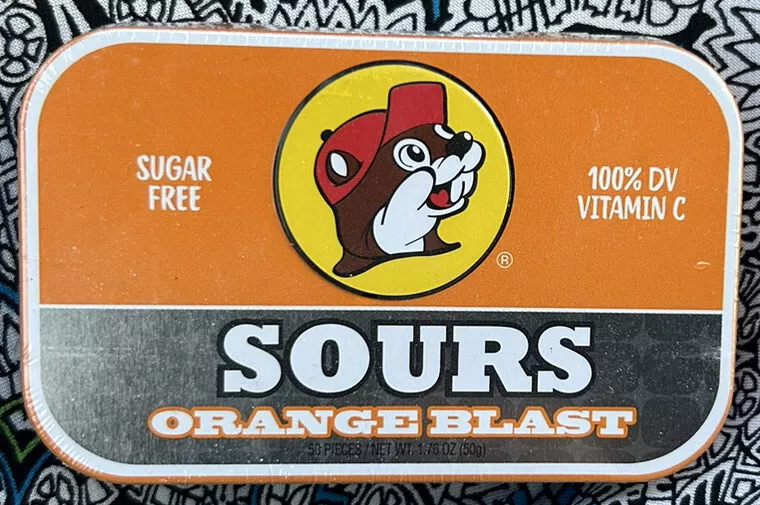 SUGAR
FREE
100% DV
VITAMIN C
®
SOURS
ORANGE BLAST
50 PIECES / NET WT. 1.76 OZ (50g)